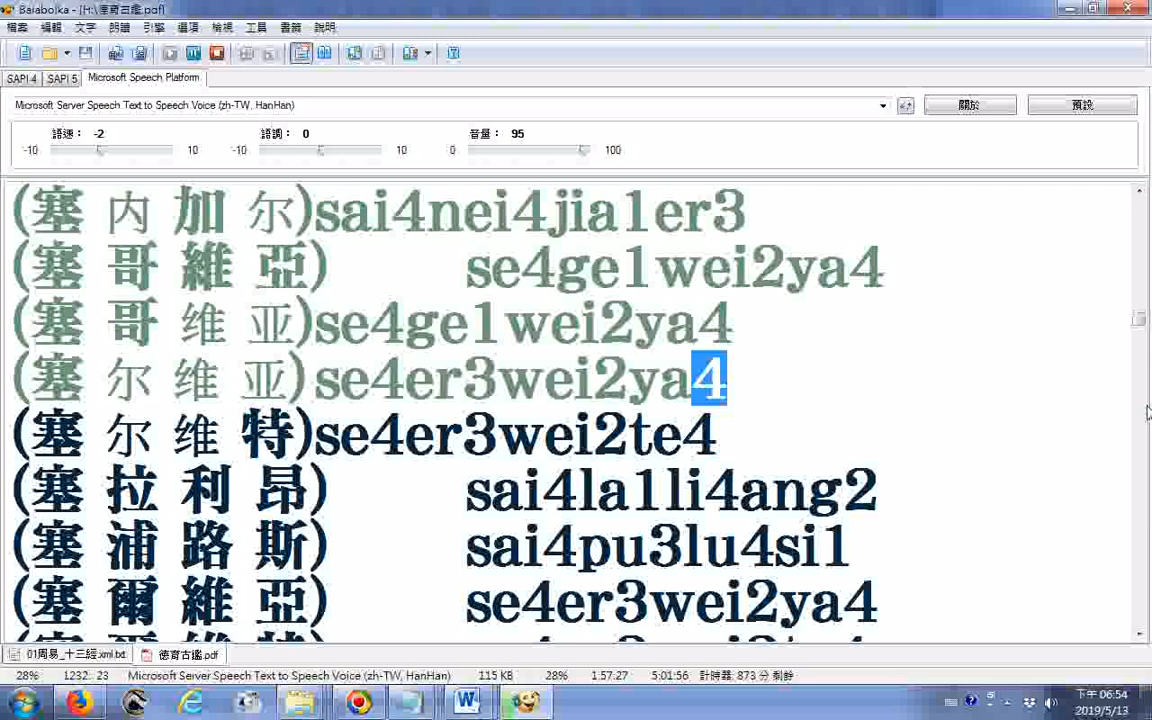 Balabolka - [H:\德育古鑑.pdf]
檔案 編輯 文字 朗讀 引擎 選項 檢視 工具 書籤 說明
SAPI 4 SAPI 5 Microsoft Speech Platform
Microsoft Server Speech Text to Speech Voice (zh-TW, HanHan) 關於 預設
語速： -2 語調： 0 音量： 95
-10 10 -10 10 0 100
(塞 内 加 尔)sai4nei4jia1er3
(塞 哥 維 亞) se4ge1wei2ya4
(塞 哥 维 亚)se4ge1wei2ya4
(塞 尔 维 亚)se4er3wei2ya4
(塞 尔 维 特)se4er3wei2te4
(塞 拉 利 昂) sai4la1li4ang2
(塞 浦 路 斯) sai4pu3lu4si1
(塞 爾 維 亞) se4er3wei2ya4
01周易_十三經.xml.txt 德育古鑑.pdf
28% 1232: 23 Microsoft Server Speech Text to Speech Voice (zh-TW, HanHan) 115 KB 28% 1:57:27 5:01:56 計時器: 873 分 剩餘
下午 06:54
2019/5/13